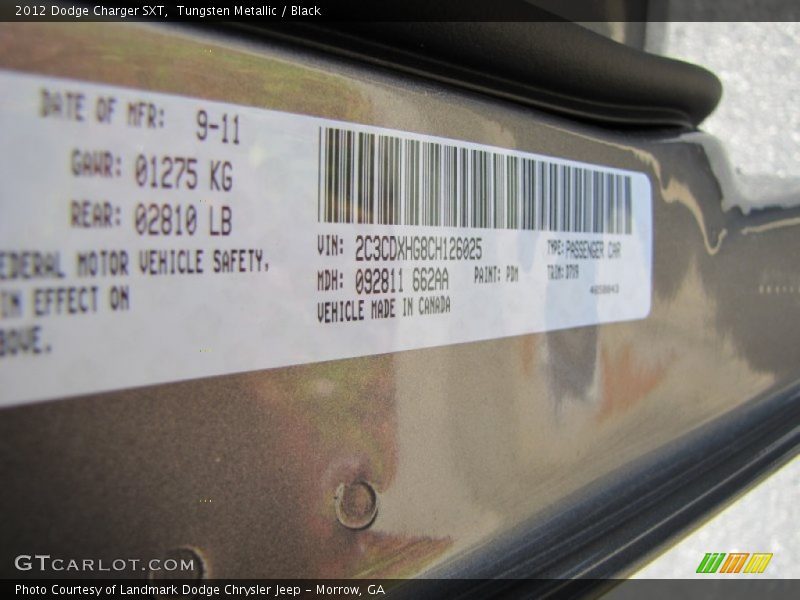 2012 Dodge Charger SXT, Tungsten Metallic / Black
DATE OF MFR: 9-11
GAWR: 01275 KG
REAR: 02810 LB
EDERAL MOTOR VEHICLE SAFETY,
IN EFFECT ON
BOVE.
VIN: 2C3CDXHG8CH126025
TYPE: PASSENGER CAR
MDH: 092811 662AA
PAINT: PDM
TRIM: D7V9
VEHICLE MADE IN CANADA
GTCARLOT.COM
Photo Courtesy of Landmark Dodge Chrysler Jeep - Morrow, GA